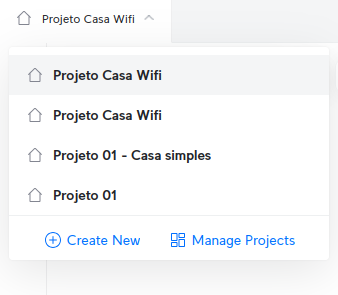 Projeto Casa Wifi
Projeto Casa Wifi
Projeto Casa Wifi
Projeto 01 - Casa simples
Projeto 01
Create New Manage Projects